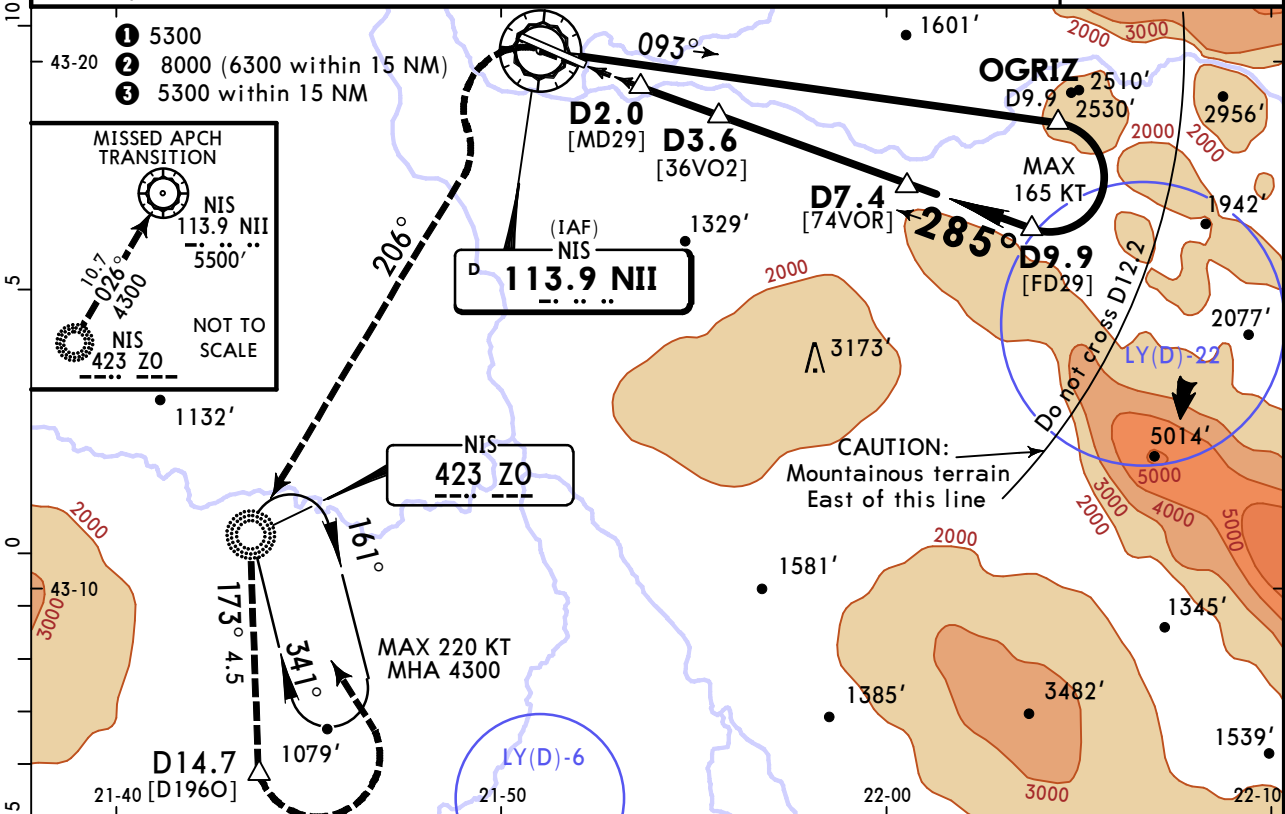 10
❶ 5300
❷ 8000 (6300 within 15 NM)
❸ 5300 within 15 NM
43-20
MISSED APCH
TRANSITION
NIS
113.9 NII
5500'
10.7
026°
4300
NIS
423 ZO
NOT TO
SCALE
1132'
093°
206°
D2.0
[MD29]
D3.6
[36VO2]
D7.4
[74VOR]
285°
D9.9
[FD29]
OGRIZ
D9.9
MAX
165 KT
1601'
2000
3000
2510'
2530'
2956'
2000
2000
1942'
2077'
(IAF)
NIS
D 113.9 NII
1329'
2000
3173'
Do not cross D12.2
LY(D)-22
5014'
5000
4000
5000
3000
2000
CAUTION:
Mountainous terrain
East of this line
5
0
5
NIS
423 ZO
2000
3000
43-10
161°
341°
173°
4.5
MAX 220 KT
MHA 4300
1079'
D14.7
[D196O]
LY(D)-6
1581'
1385'
2000
3482'
3000
1345'
1539'
21-40
21-50
22-00
22-10